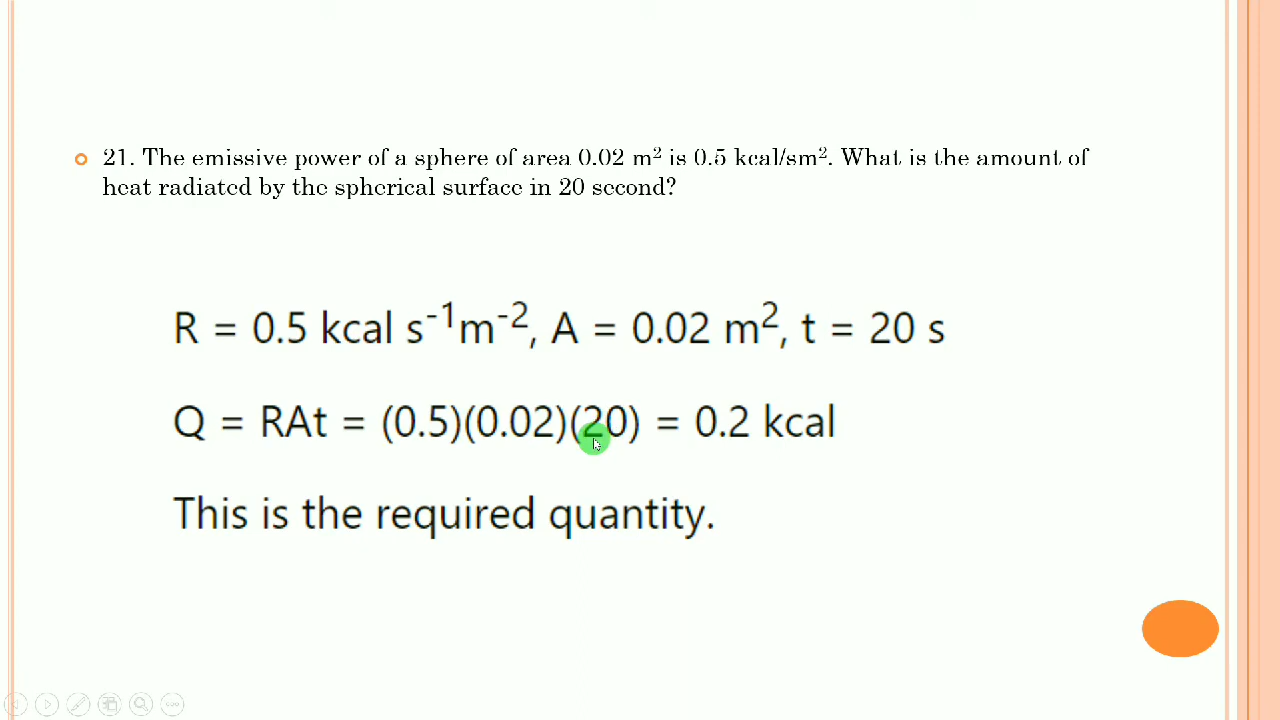 21. The emissive power of a sphere of area 0.02 m² is 0.5 kcal/sm². What is the amount of
heat radiated by the spherical surface in 20 second?
R = 0.5 kcal s⁻¹m⁻², A = 0.02 m², t = 20 s
Q = RAt = (0.5)(0.02)(20) = 0.2 kcal
This is the required quantity.